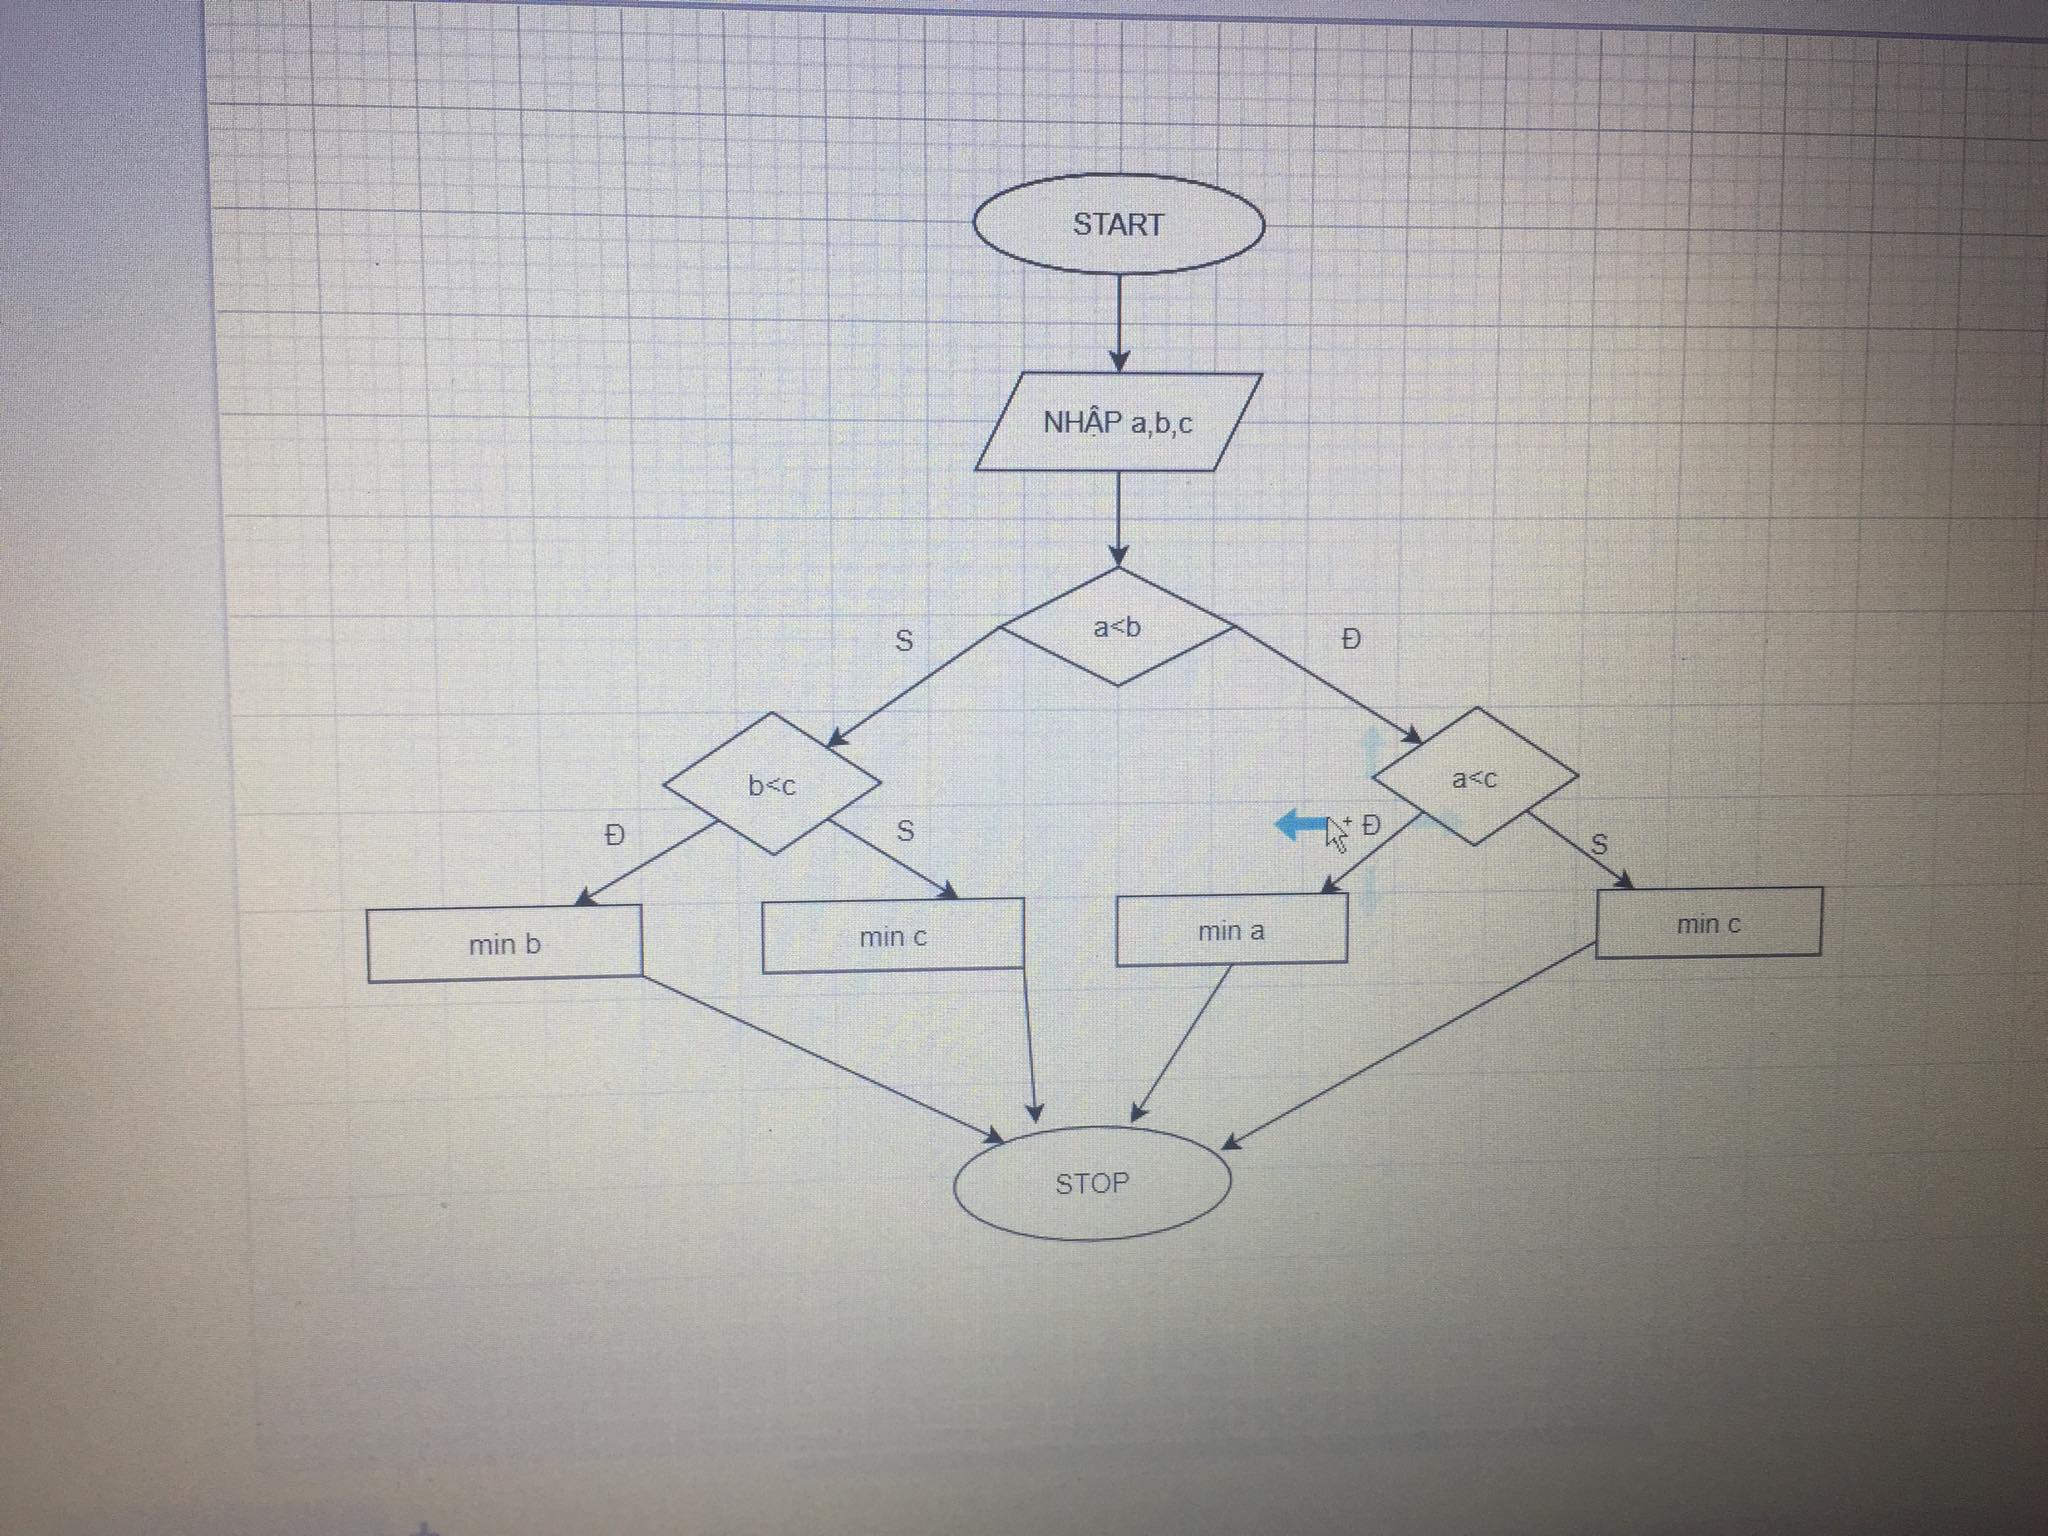 START
NHẬP a,b,c
a<b
S
Đ
b<c
a<c
Đ
S
Đ
S
min b
min c
min a
min c
STOP